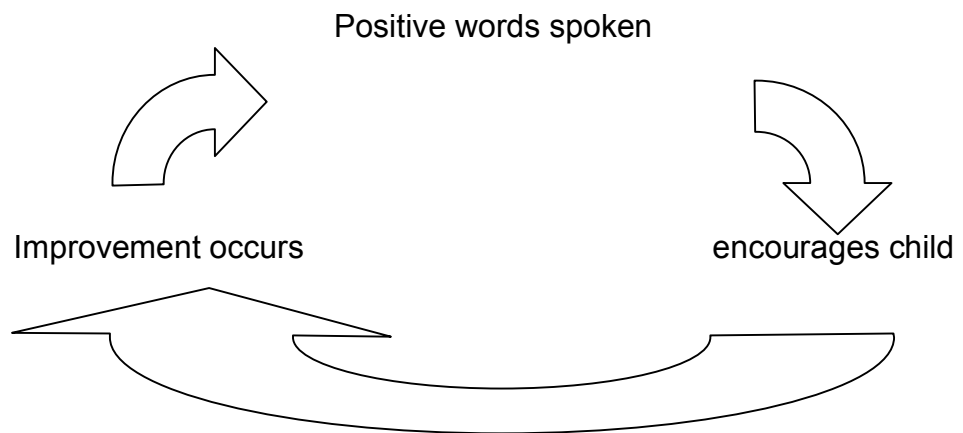 Positive words spoken
Improvement occurs
encourages child